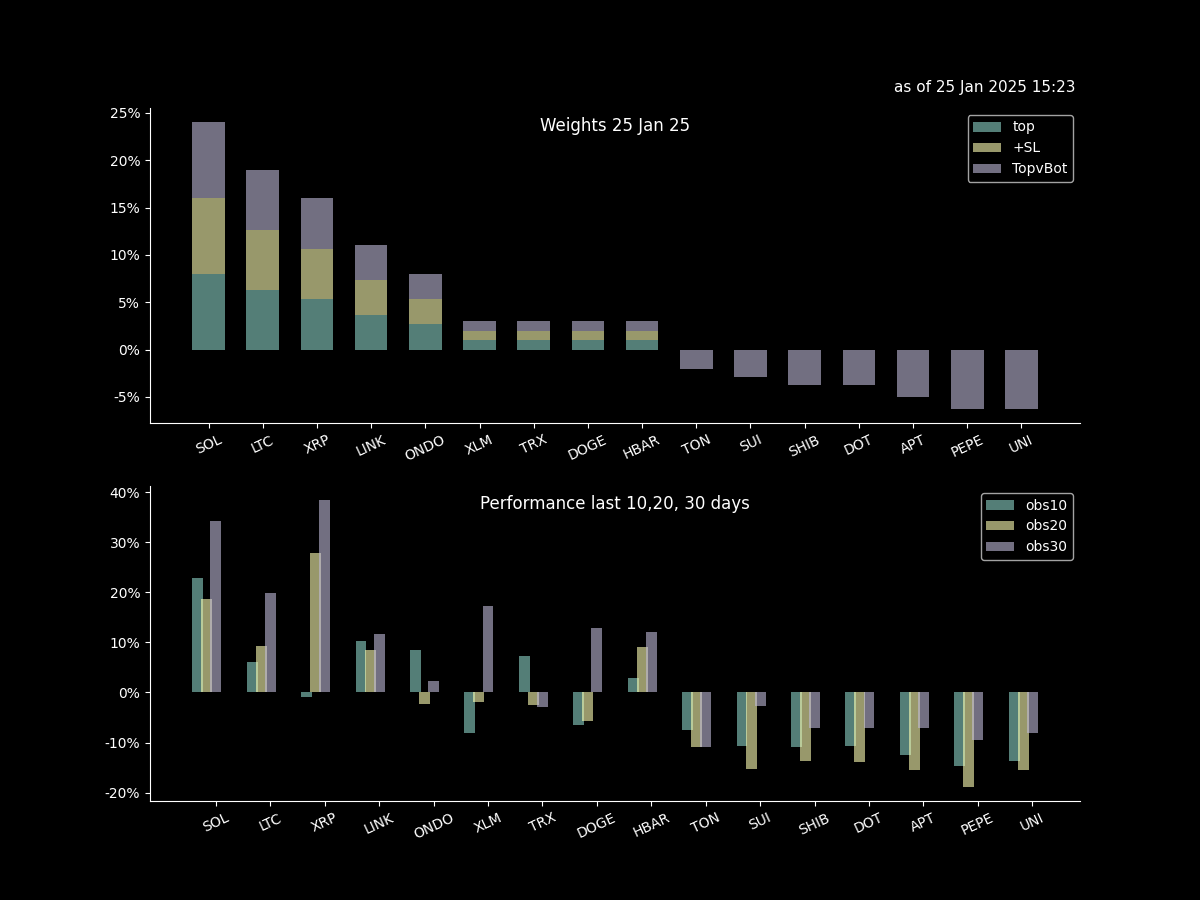 as of 25 Jan 2025 15:23
Weights 25 Jan 25
top
+SL
TopvBot
25%
20%
15%
10%
5%
0%
-5%
SOL LTC XRP LINK ONDO XLM TRX DOGE HBAR TON SUI SHIB DOT APT PEPE UNI
Performance last 10,20, 30 days
obs10
obs20
obs30
40%
30%
20%
10%
0%
-10%
-20%
SOL LTC XRP LINK ONDO XLM TRX DOGE HBAR TON SUI SHIB DOT APT PEPE UNI